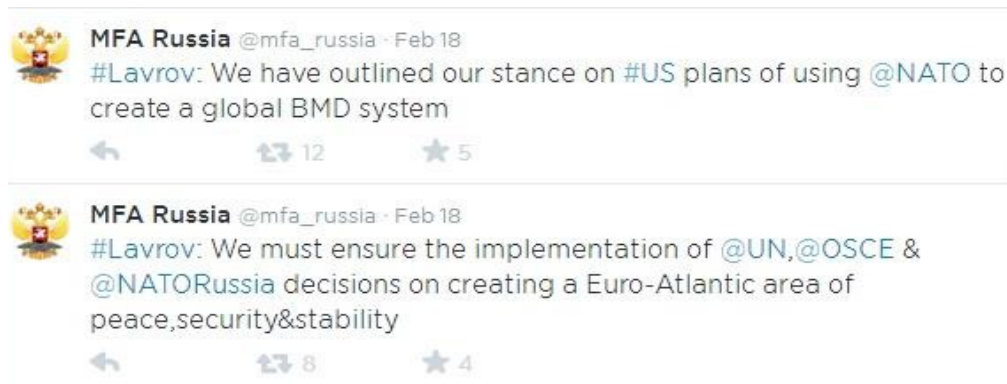 MFA Russia @mfa_russia · Feb 18
#Lavrov: We have outlined our stance on #US plans of using @NATO to
create a global BMD system
12 5
MFA Russia @mfa_russia · Feb 18
#Lavrov: We must ensure the implementation of @UN,@OSCE &
@NATORussia decisions on creating a Euro-Atlantic area of
peace,security&stability
8 4